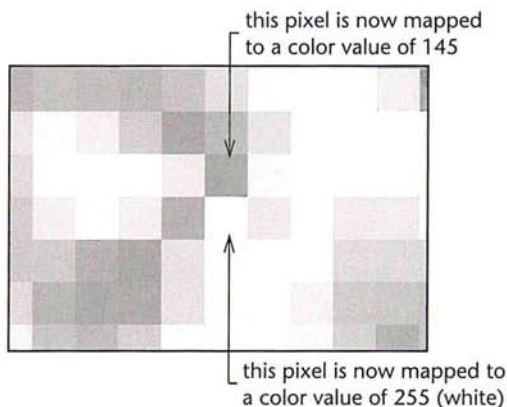 this pixel is now mapped
to a color value of 145
this pixel is now mapped to
a color value of 255 (white)